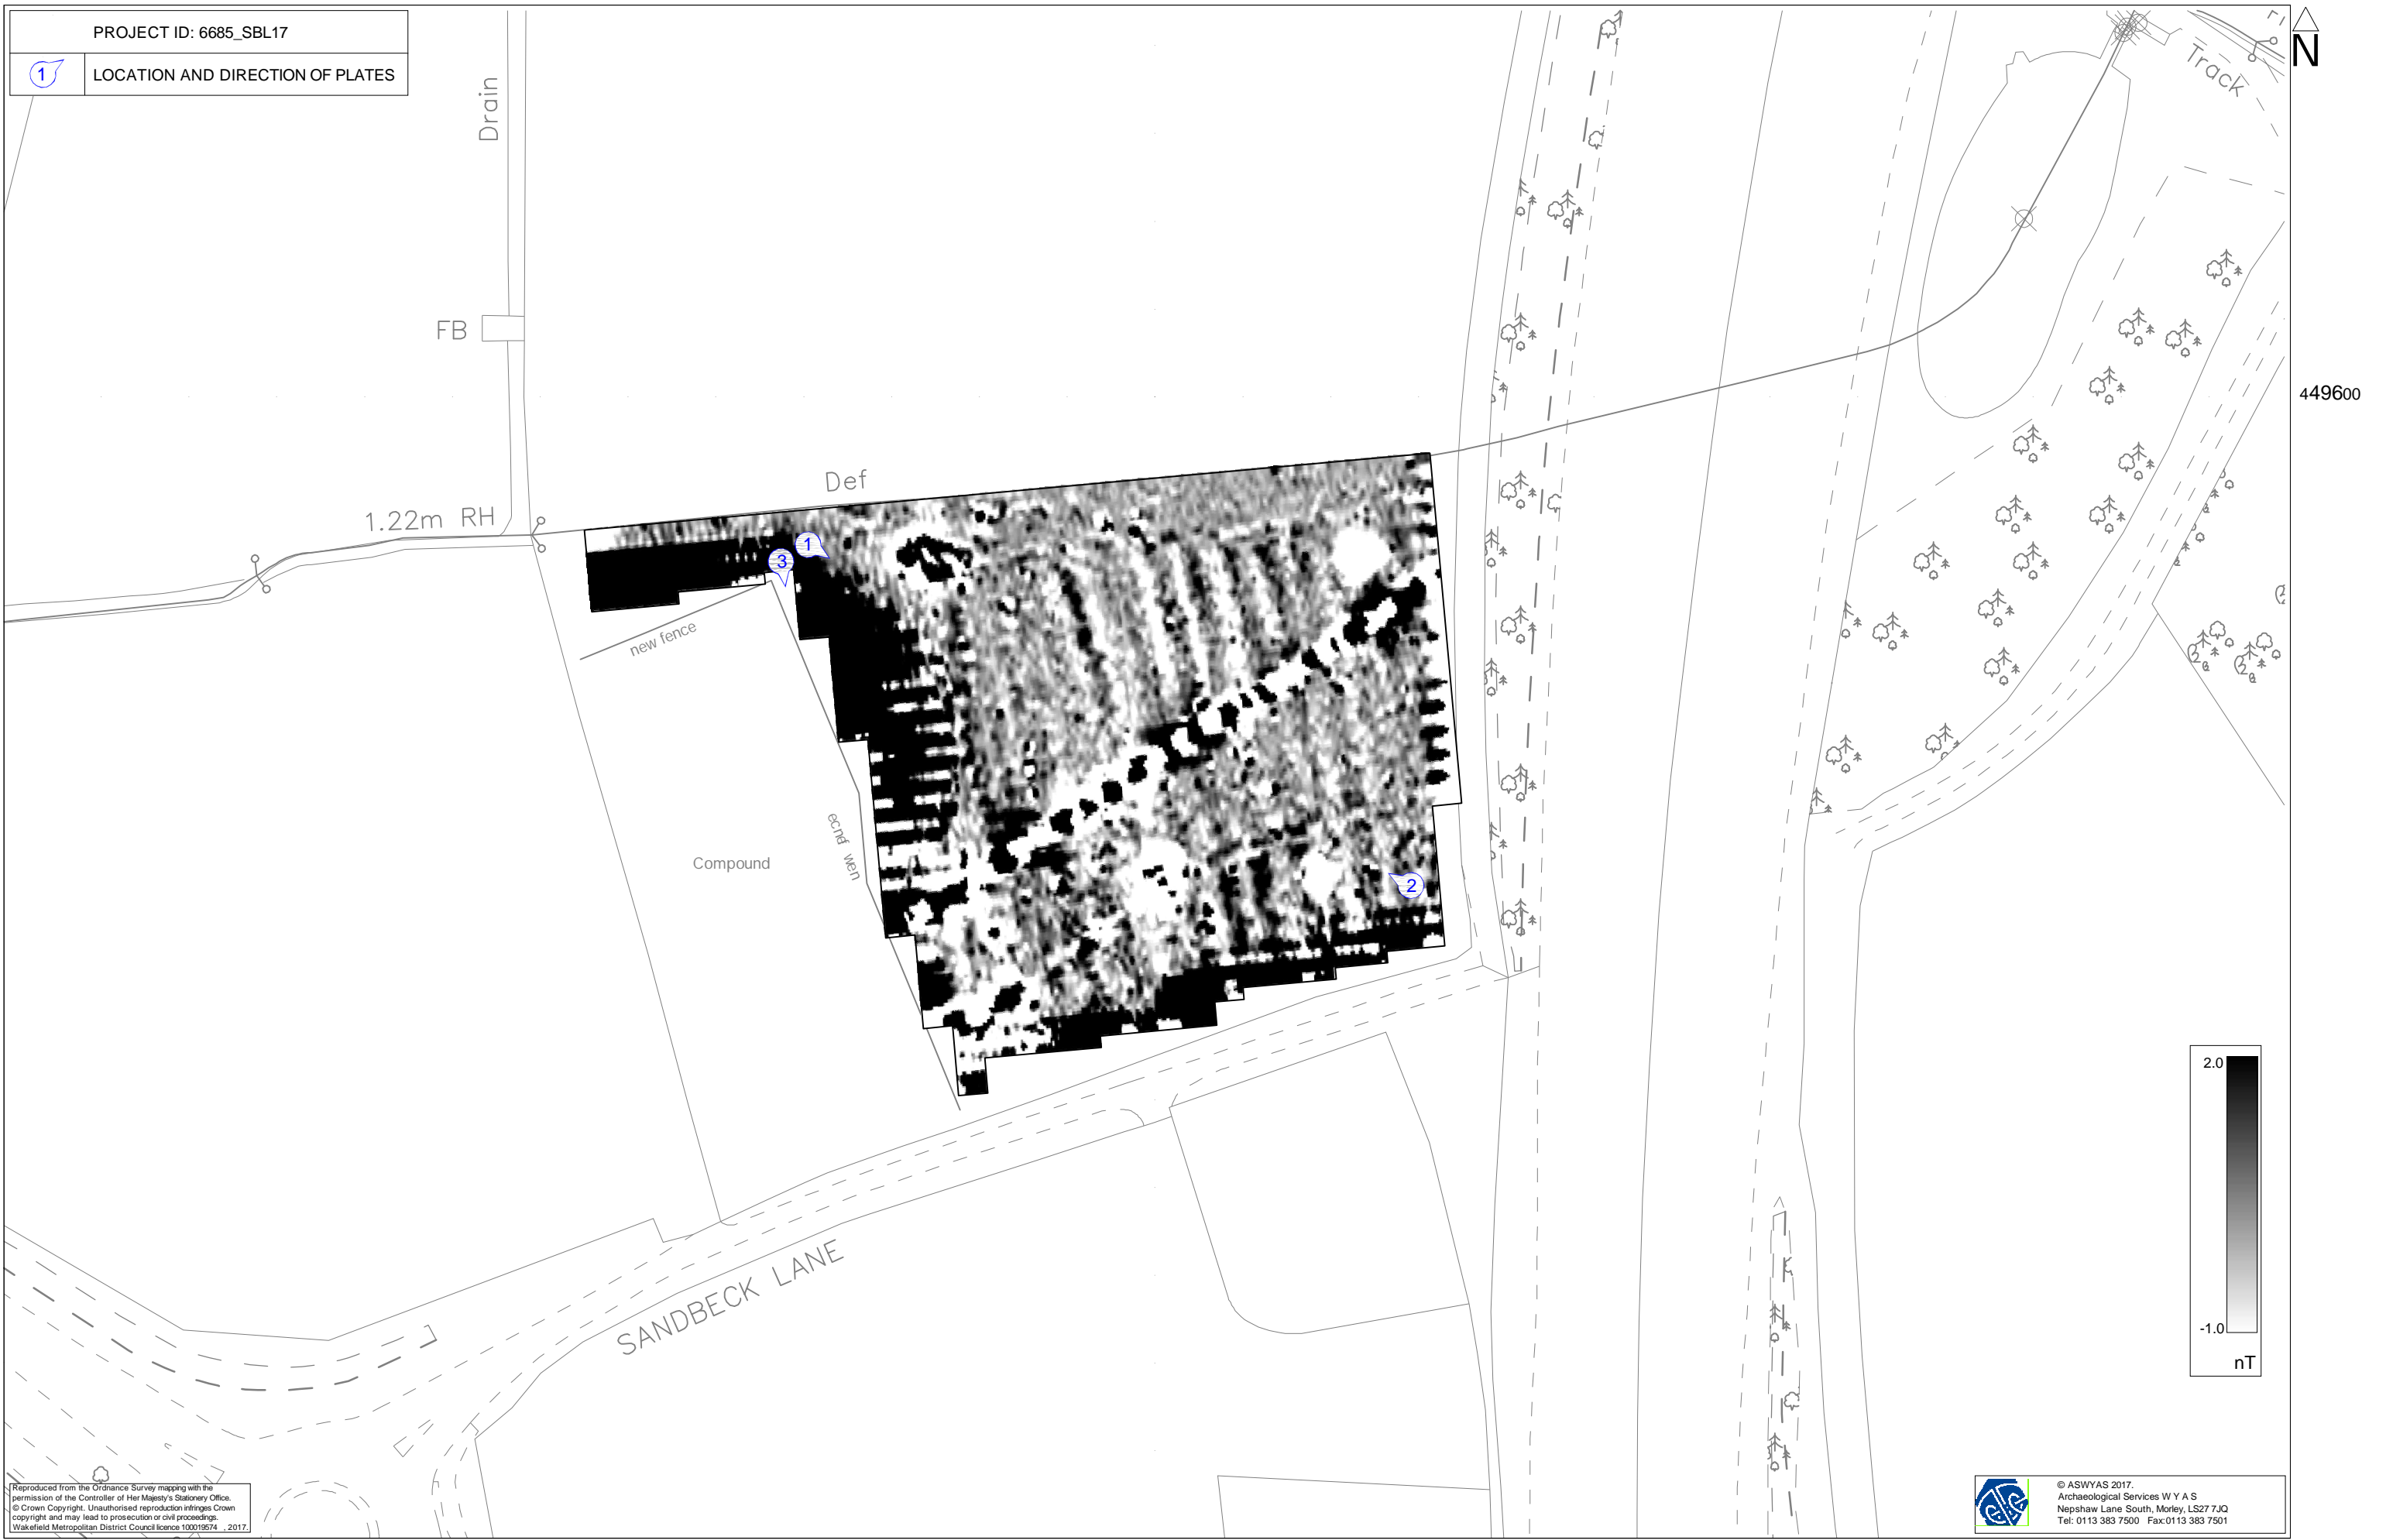 PROJECT ID: 6685_SBL17
1
LOCATION AND DIRECTION OF PLATES
N
Track
Drain
FB
449600
Def
1.22m RH
1
3
new fence
new fence
Compound
2
2.0
-1.0
nT
SANDBECK LANE
Reproduced from the Ordnance Survey mapping with the
permission of the Controller of Her Majesty's Stationery Office.
© Crown Copyright. Unauthorised reproduction infringes Crown
copyright and may lead to prosecution or civil proceedings.
Wakefield Metropolitan District Council licence 100019574 , 2017.
© ASWYAS 2017.
Archaeological Services W Y A S
Nepshaw Lane South, Morley, LS27 7JQ
Tel: 0113 383 7500 Fax:0113 383 7501